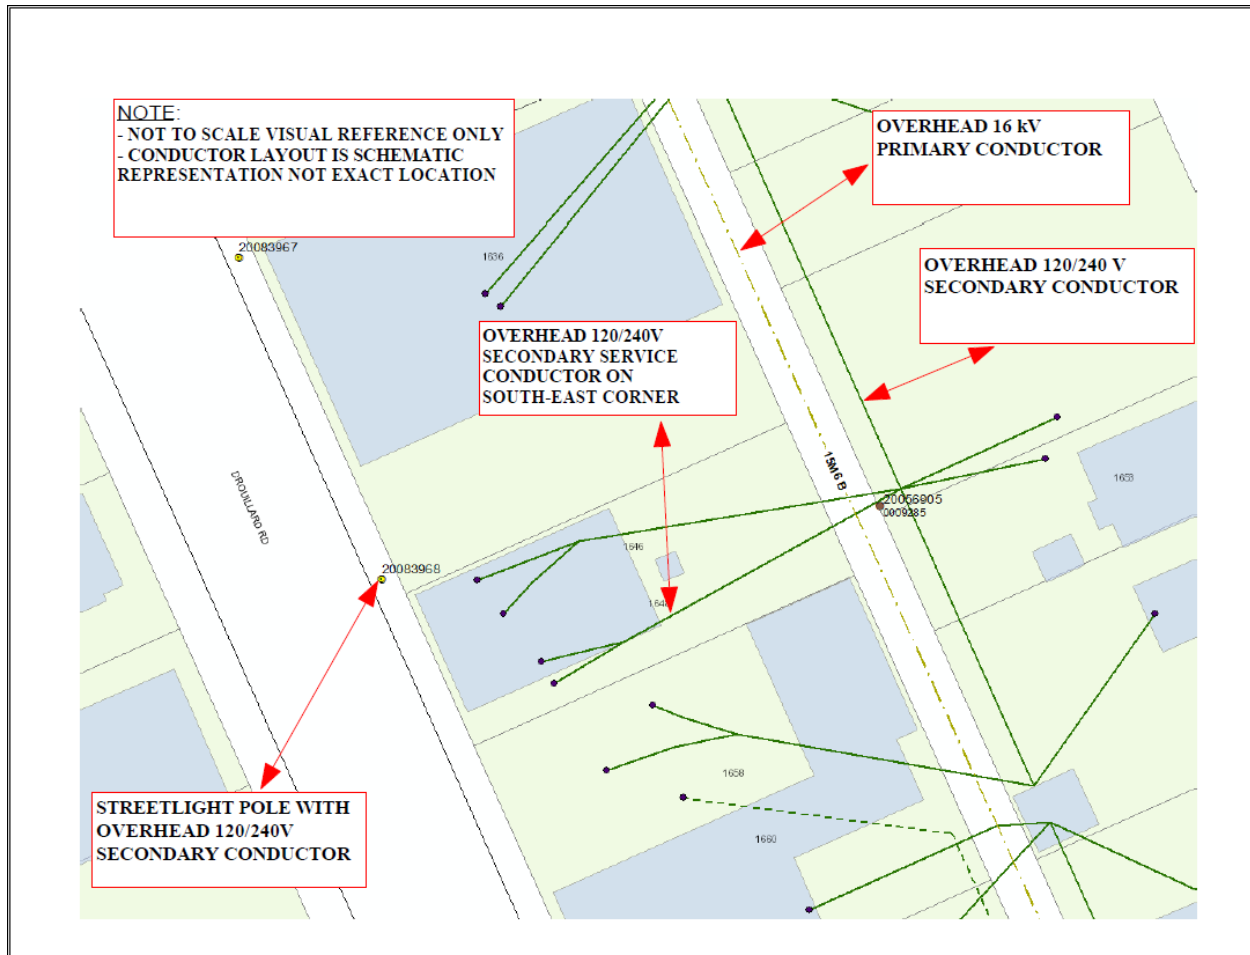 NOTE:
- NOT TO SCALE VISUAL REFERENCE ONLY
- CONDUCTOR LAYOUT IS SCHEMATIC
REPRESENTATION NOT EXACT LOCATION
OVERHEAD 16 kV
PRIMARY CONDUCTOR
20083967
1636
OVERHEAD 120/240 V
SECONDARY CONDUCTOR
OVERHEAD 120/240V
SECONDARY SERVICE
CONDUCTOR ON
SOUTH-EAST CORNER
15M6 B
1653
DROUILLARD RD
20056905
0009285
1646
20083968
1658
STREETLIGHT POLE WITH
OVERHEAD 120/240V
SECONDARY CONDUCTOR
1660